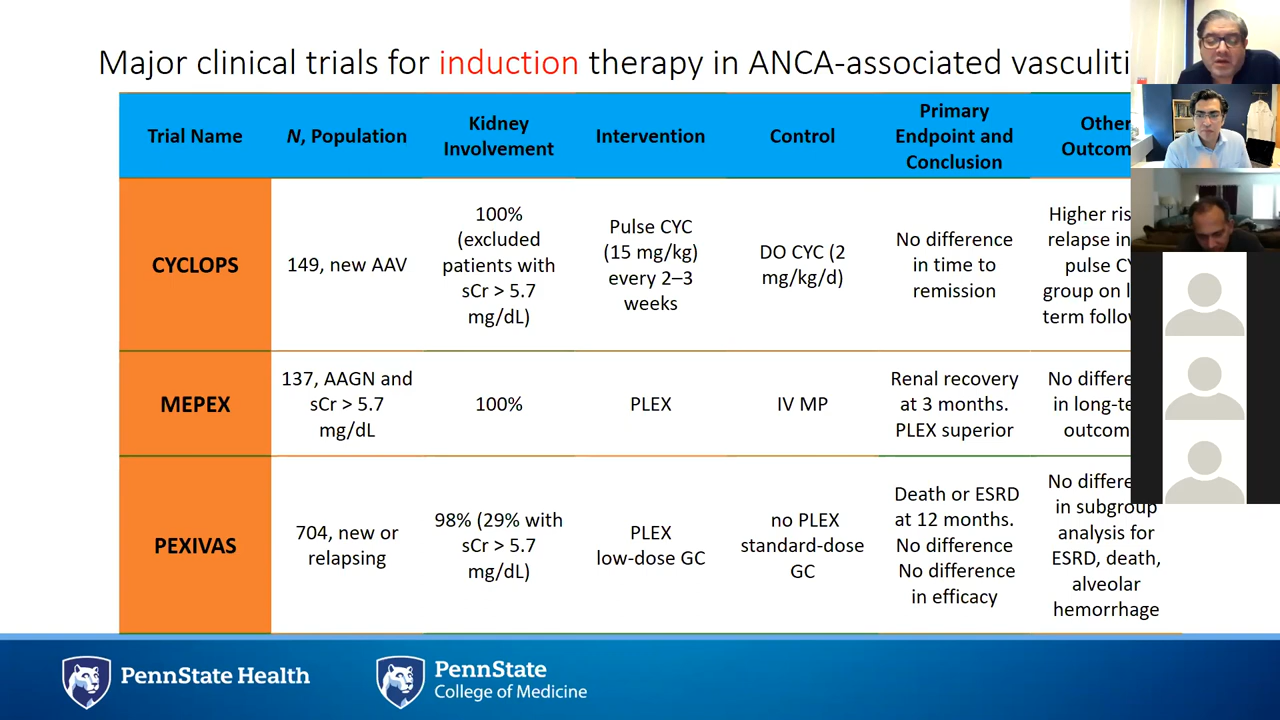 Major clinical trials for induction therapy in ANCA-associated vasculiti
Trial Name
N, Population
Kidney
Involvement
Intervention
Control
Primary
Endpoint and
Conclusion
Other
Outcom
CYCLOPS
149, new AAV
100%
(excluded
patients with
sCr > 5.7
mg/dL)
Pulse CYC
(15 mg/kg)
every 2–3
weeks
DO CYC (2
mg/kg/d)
No difference
in time to
remission
Higher ris
relapse in
pulse CY
group on l
term follo
MEPEX
137, AAGN and
sCr > 5.7
mg/dL
100%
PLEX
IV MP
Renal recovery
at 3 months.
PLEX superior
No differe
in long-te
outcom
PEXIVAS
704, new or
relapsing
98% (29% with
sCr > 5.7
mg/dL)
PLEX
low-dose GC
no PLEX
standard-dose
GC
Death or ESRD
at 12 months.
No difference
No difference
in efficacy
No differe
in subgroup
analysis for
ESRD, death,
alveolar
hemorrhage
PennState Health
PennState
College of Medicine